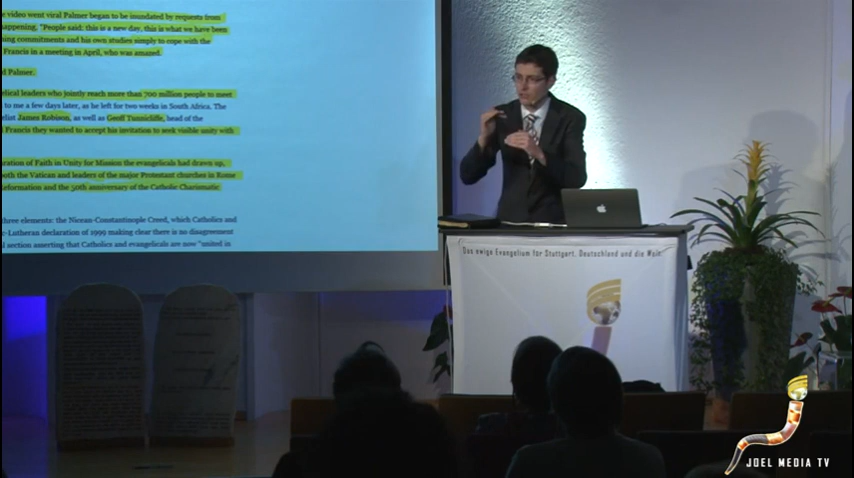 e video went viral Palmer began to be inundated by requests from
happening. "People said: this is a new day, this is what we have been
ning commitments and his own studies simply to cope with the
Francis in a meeting in April, who was amazed.
d Palmer.
elical leaders who jointly reach more than 700 million people to meet
to me a few days later, as he left for two weeks in South Africa. The
elist James Robison, as well as Geoff Tunnicliffe, head of the
Francis they wanted to accept his invitation to seek visible unity with
aration of Faith in Unity for Mission the evangelicals had drawn up,
outh the Vatican and leaders of the major Protestant churches in Rome
eformation and the 50th anniversary of the Catholic Charismatic
three elements: the Nicean-Constantinople Creed, which Catholics and
c-Lutheran declaration of 1999 making clear there is no disagreement
l section asserting that Catholics and evangelicals are now "united in
Das ewige Evangelium für Stuttgart, Deutschland und die Welt
JOEL MEDIA TV